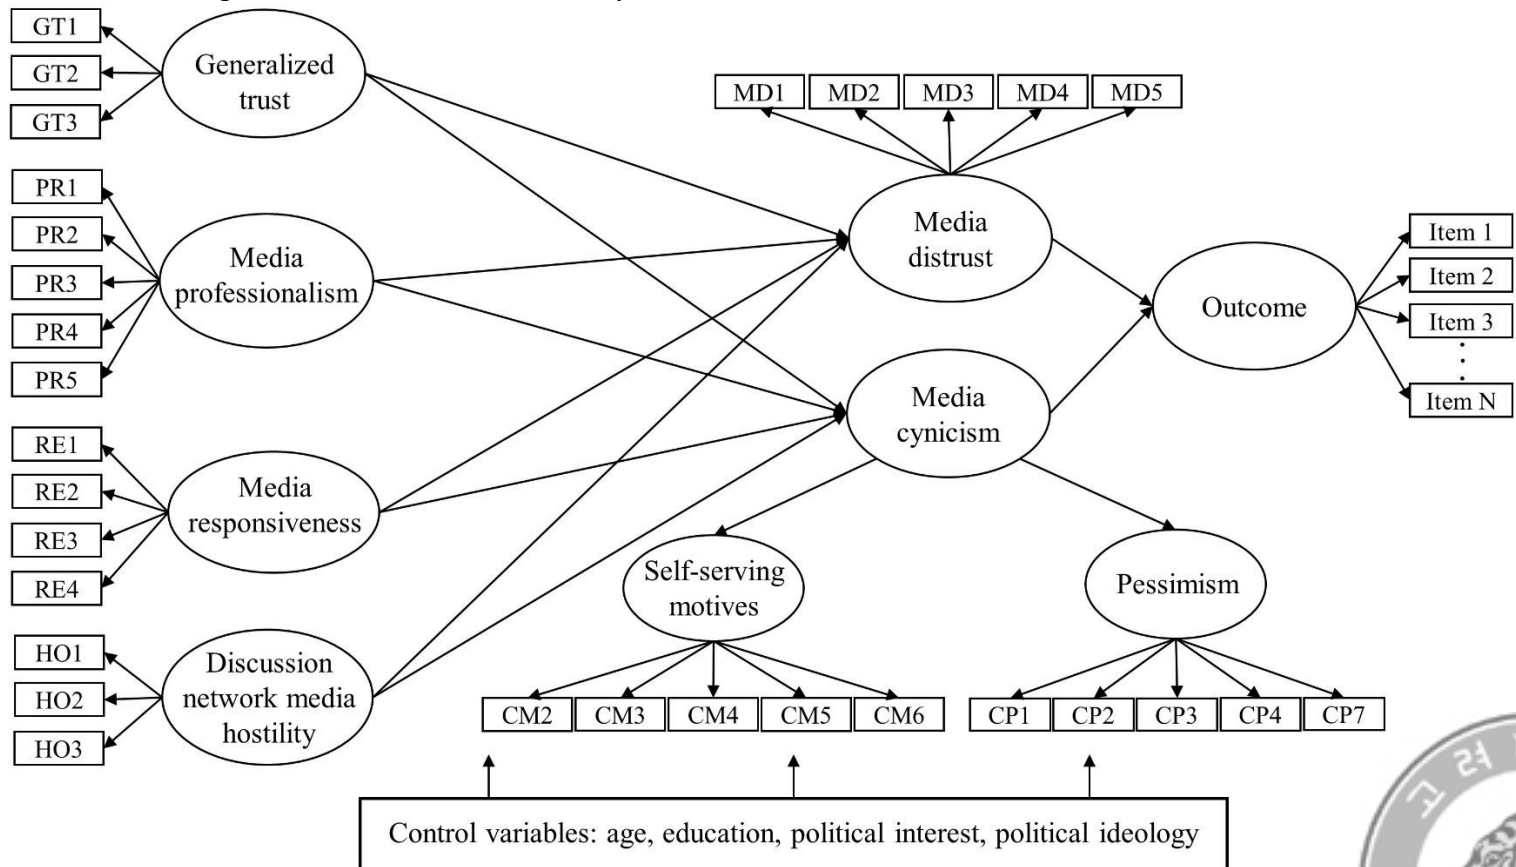 GT1
GT2
GT3
Generalized
trust
PR1
PR2
PR3
PR4
PR5
Media
professionalism
RE1
RE2
RE3
RE4
Media
responsiveness
HO1
HO2
HO3
Discussion
network media
hostility
MD1 MD2 MD3 MD4 MD5
Media
distrust
Media
cynicism
Outcome
Item 1
Item 2
Item 3
Item N
Self-serving
motives
Pessimism
CM2 CM3 CM4 CM5 CM6
CP1 CP2 CP3 CP4 CP7
Control variables: age, education, political interest, political ideology
고려